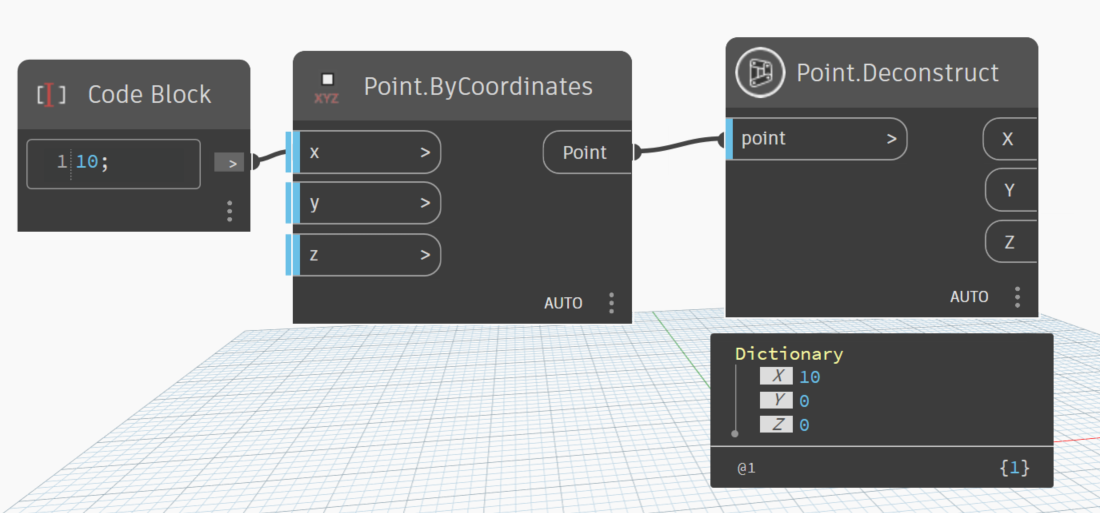 [I] Code Block
1 10;
>
XYZ Point.ByCoordinates
x >
y >
z >
Point
AUTO
Point.Deconstruct
point >
X
Y
Z
AUTO
Dictionary
X 10
Y 0
Z 0
@1 {1}